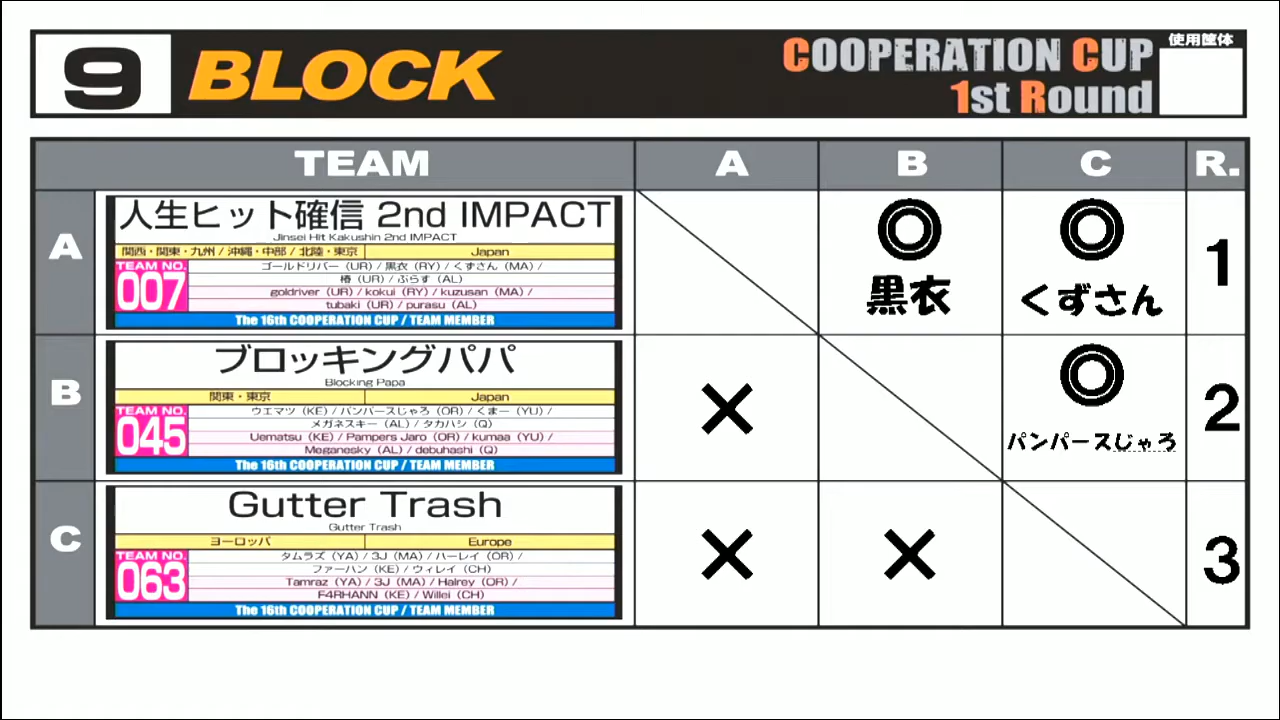 9 BLOCK
COOPERATION CUP
1st Round
使用筐体
TEAM A B C R.
A
人生ヒット確信 2nd IMPACT
Jinsei Hit Kakushin 2nd IMPACT
関西・関東・九州 / 沖縄・中部 / 北陸・東京 Japan
TEAM NO.
007
ゴールドリバー (UR) / 黒衣 (RY) / くずさん (MA) /
椿 (UR) / ぷらす (AL)
goldriver (UR) / kokui (RY) / kuzusan (MA) /
tubaki (UR) / purasu (AL)
The 16th COOPERATION CUP / TEAM MEMBER
◎
黒衣
◎
くずさん
1
B
ブロッキングパパ
Blocking Papa
関東・東京 Japan
TEAM NO.
045
ウエマツ (KE) / パンパースじゃろ (OR) / くまー (YU) /
メガネスキー (AL) / タカハシ (Q)
Uematsu (KE) / Pampers Jaro (OR) / kumaa (YU) /
Meganesky (AL) / debuhashi (Q)
The 16th COOPERATION CUP / TEAM MEMBER
×
◎
パンパースじゃろ
2
C
Gutter Trash
Gutter Trash
ヨーロッパ Europe
TEAM NO.
063
タムラズ (YA) / 3J (MA) / ハーレイ (OR) /
ファーハン (KE) / ウィレイ (CH)
Tamraz (YA) / 3J (MA) / Halrey (OR) /
F4RHANN (KE) / Willei (CH)
The 16th COOPERATION CUP / TEAM MEMBER
×
×
3